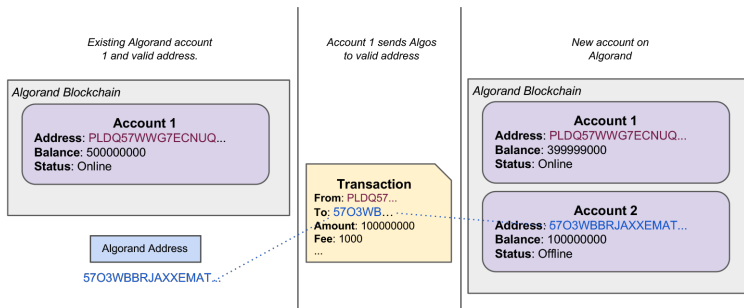 Existing Algorand account
1 and valid address.
Algorand Blockchain
Account 1
Address: PLDQ57WWG7ECNUQ...
Balance: 500000000
Status: Online
Algorand Address
57O3WBBRJAXXEMAT...
Account 1 sends Algos
to valid address
Transaction
From: PLDQ57...
To: 57O3WB...
Amount: 100000000
Fee: 1000
...
New account on
Algorand
Algorand Blockchain
Account 1
Address: PLDQ57WWG7ECNUQ...
Balance: 399999000
Status: Online
Account 2
Address: 57O3WBBRJAXXEMAT...
Balance: 100000000
Status: Offline